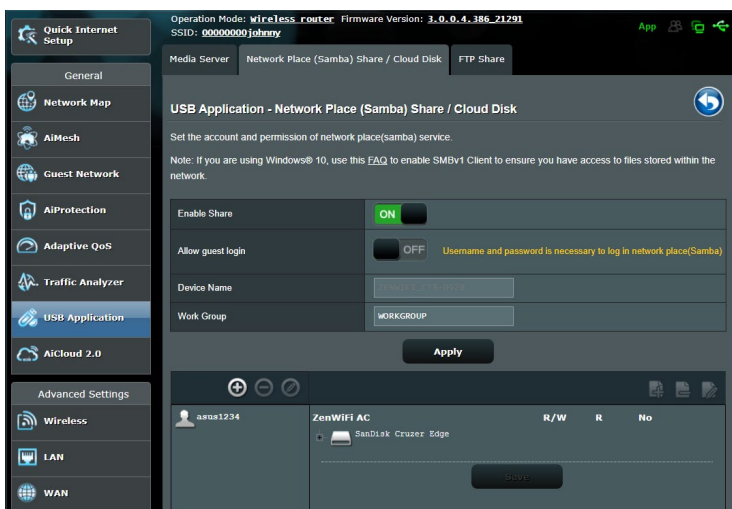 Quick Internet
Setup
General
Network Map
AiMesh
Guest Network
AiProtection
Adaptive QoS
Traffic Analyzer
USB Application
AiCloud 2.0
Advanced Settings
Wireless
LAN
WAN
Operation Mode: Wireless router Firmware Version: 3.0.0.4.386_21291
SSID: 00000000johnny
App
Media Server Network Place (Samba) Share / Cloud Disk FTP Share
USB Application - Network Place (Samba) Share / Cloud Disk
Set the account and permission of network place(samba) service.
Note: If you are using Windows® 10, use this FAQ to enable SMBv1 Client to ensure you have access to files stored within the
network.
Enable Share ON
Allow guest login OFF Username and password is necessary to log in network place(Samba)
Device Name
Work Group WORKGROUP
Apply
asus1234
ZenWiFi AC R/W R No
SanDisk Cruzer Edge
Save